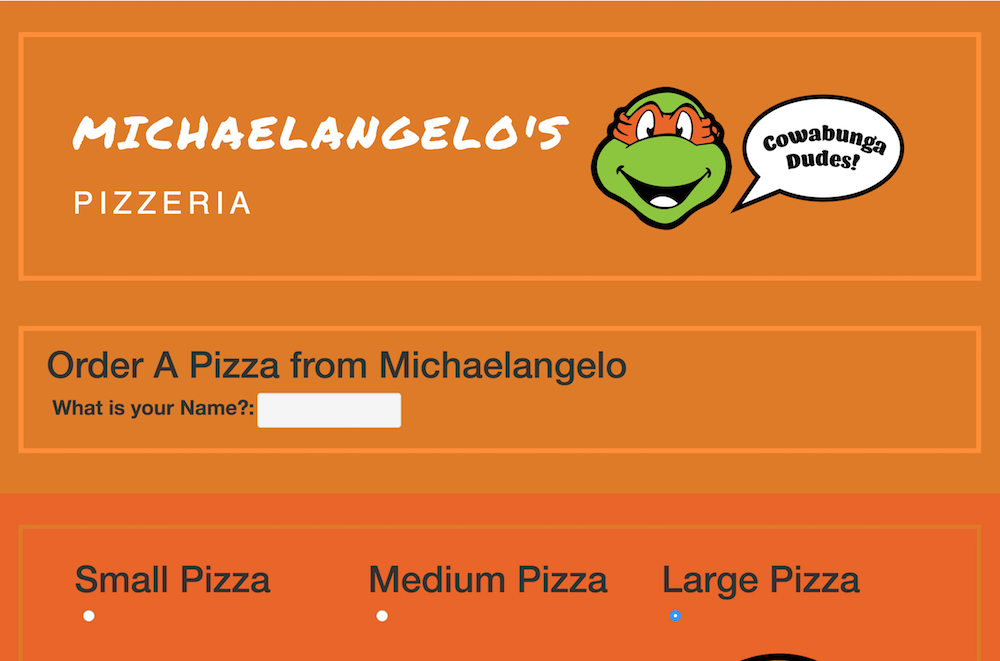 MICHAELANGELO'S
PIZZERIA
Cowabunga
Dudes!
Order A Pizza from Michaelangelo
What is your Name?:
Small Pizza
Medium Pizza
Large Pizza